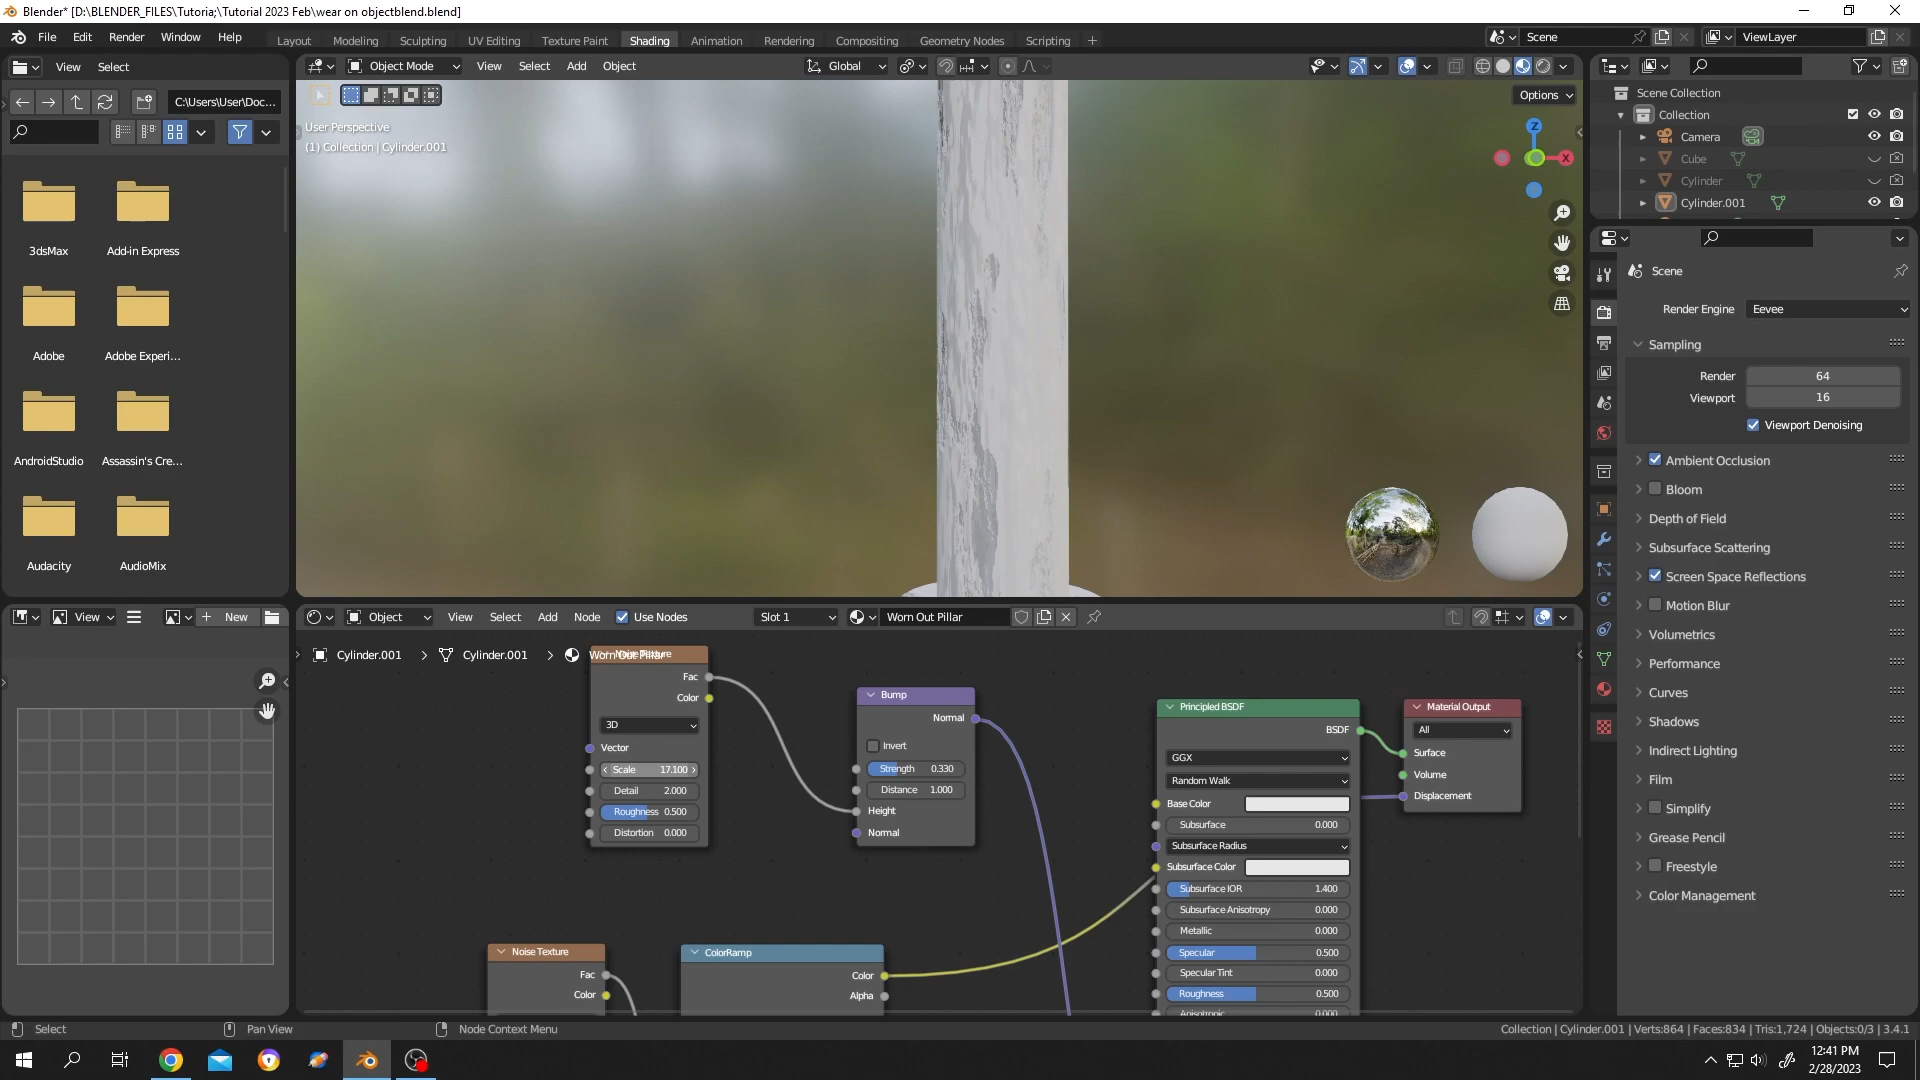 Blender* [D:\BLENDER_FILES\Tutoria;\Tutorial 2023 Feb\wear on objectblend.blend]
File Edit Render Window Help
Layout Modeling Sculpting UV Editing Texture Paint Shading Animation Rendering Compositing Geometry Nodes Scripting +
Scene
ViewLayer
View Select
Object Mode View Select Add Object
Global
C:\Users\User\Doc...
Options
User Perspective
(1) Collection | Cylinder.001
Z
X
3dsMax
Add-in Express
Adobe
Adobe Experi...
AndroidStudio
Assassin's Cre...
Audacity
AudioMix
Scene Collection
Collection
Camera
Cube
Cylinder
Cylinder.001
Scene
Render Engine Eevee
Sampling
Render 64
Viewport 16
Viewport Denoising
Ambient Occlusion
Bloom
Depth of Field
Subsurface Scattering
Screen Space Reflections
Motion Blur
Volumetrics
Performance
Curves
Shadows
Indirect Lighting
Film
Simplify
Grease Pencil
Freestyle
Color Management
View
New
Object View Select Add Node Use Nodes
Slot 1
Worn Out Pillar
Cylinder.001 > Cylinder.001 > Worn Out Pillar
Noise Texture
Fac
Color
3D
Vector
Scale 17.100
Detail 2.000
Roughness 0.500
Distortion 0.000
Bump
Normal
Invert
Strength 0.330
Distance 1.000
Height
Normal
Principled BSDF
BSDF
GGX
Random Walk
Base Color
Subsurface 0.000
Subsurface Radius
Subsurface Color
Subsurface IOR 1.400
Subsurface Anisotropy 0.000
Metallic 0.000
Specular 0.500
Specular Tint 0.000
Roughness 0.500
Anisotropic 0.000
Material Output
All
Surface
Volume
Displacement
Noise Texture
Fac
Color
ColorRamp
Color
Alpha
Select
Pan View
Node Context Menu
Collection | Cylinder.001 | Verts:864 | Faces:834 | Tris:1,724 | Objects:0/3 | 3.4.1
12:41 PM
2/28/2023